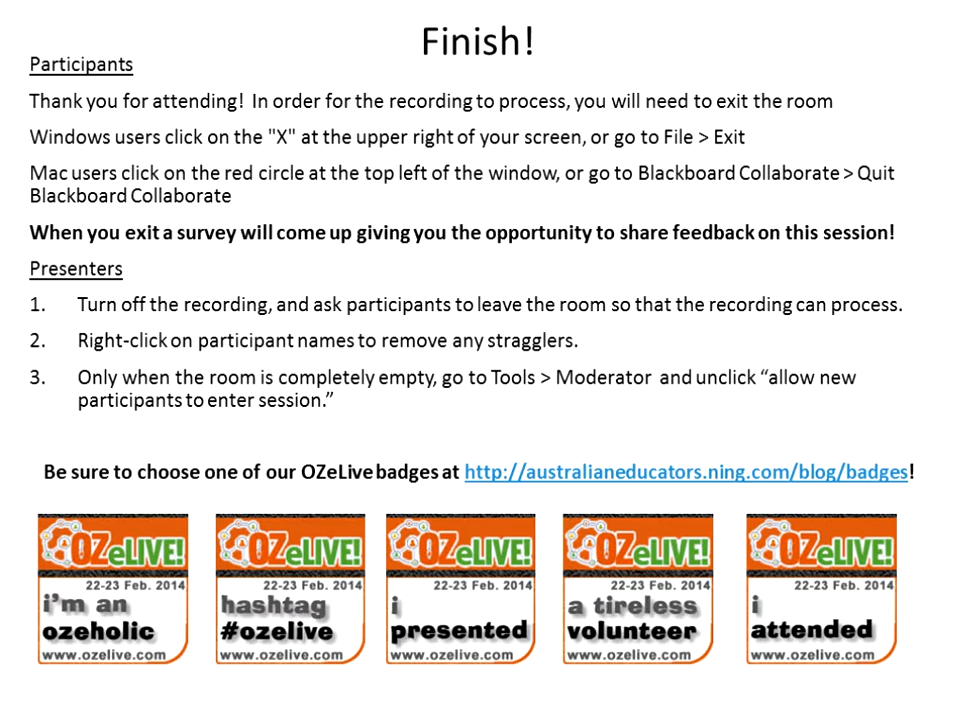 Finish!
Participants
Thank you for attending! In order for the recording to process, you will need to exit the room
Windows users click on the "X" at the upper right of your screen, or go to File > Exit
Mac users click on the red circle at the top left of the window, or go to Blackboard Collaborate > Quit
Blackboard Collaborate
When you exit a survey will come up giving you the opportunity to share feedback on this session!
Presenters
1. Turn off the recording, and ask participants to leave the room so that the recording can process.
2. Right-click on participant names to remove any stragglers.
3. Only when the room is completely empty, go to Tools > Moderator and unclick “allow new
participants to enter session.”
Be sure to choose one of our OZeLive badges at http://australianeducators.ning.com/blog/badges!
OZeLIVE!
22-23 Feb. 2014
i'm an
ozeholic
www.ozelive.com
OZeLIVE!
22-23 Feb. 2014
hashtag
#ozelive
www.ozelive.com
OZeLIVE!
22-23 Feb. 2014
i
presented
www.ozelive.com
OZeLIVE!
22-23 Feb. 2014
a tireless
volunteer
www.ozelive.com
OZeLIVE!
22-23 Feb. 2014
i
attended
www.ozelive.com